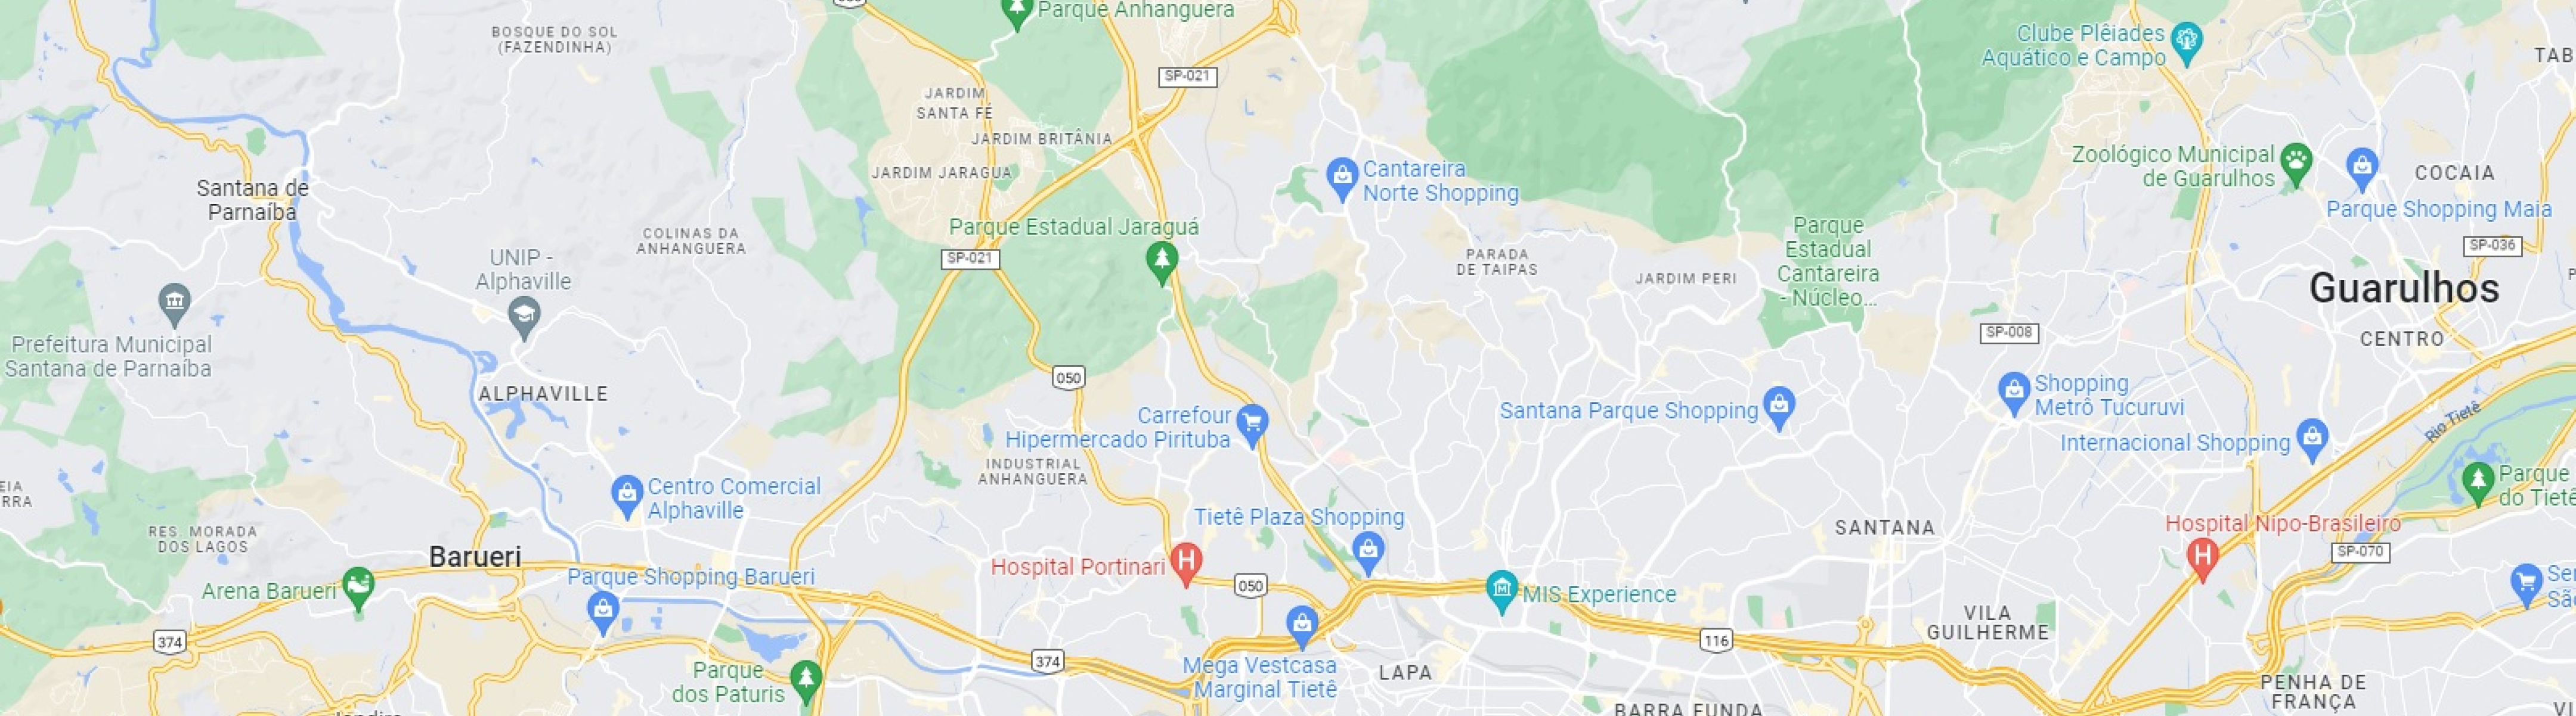 Parque Anhanguera
BOSQUE DO SOL
(FAZENDINHA)
Clube Plêiades
Aquático e Campo
SP-021
JARDIM
SANTA FÉ
JARDIM BRITÂNIA
JARDIM JARAGUA
Cantareira
Norte Shopping
Zoológico Municipal
de Guarulhos
COCAIA
Parque Shopping Maia
Santana de
Parnaíba
Parque Estadual Jaraguá
COLINAS DA
ANHANGUERA
UNIP -
Alphaville
SP-021
PARADA
DE TAIPAS
JARDIM PERI
Parque
Estadual
Cantareira
- Núcleo...
SP-036
Guarulhos
Prefeitura Municipal
Santana de Parnaíba
SP-008
CENTRO
050
ALPHAVILLE
Carrefour
Hipermercado Pirituba
Santana Parque Shopping
Shopping
Metrô Tucuruvi
Internacional Shopping
Rio Tietê
INDUSTRIAL
ANHANGUERA
Centro Comercial
Alphaville
Parque
do Tietê
Tietê Plaza Shopping
SANTANA
Hospital Nipo-Brasileiro
RES. MORADA
DOS LAGOS
Barueri
SP-070
Arena Barueri
Parque Shopping Barueri
Hospital Portinari
050
MIS Experience
374
116
VILA
GUILHERME
374
Mega Vestcasa
Marginal Tietê
LAPA
Parque
dos Paturis
PENHA DE
FRANÇA
BARRA FUNDA